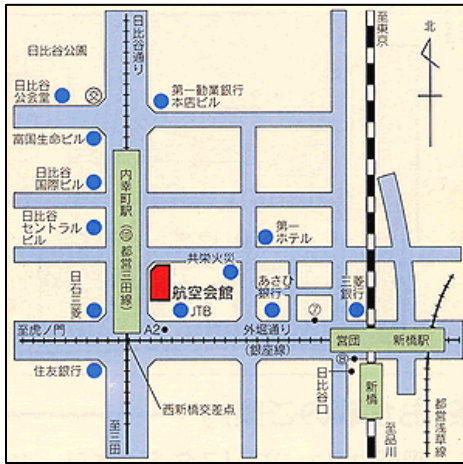 日比谷公園
日比谷通り
至東京
北
日比谷
公会堂
交
第一勧業銀行
本店ビル
富国生命ビル
日比谷
国際ビル
内幸町駅(⑪都営三田線)
日比谷
セントラル
ビル
第一
ホテル
共栄火災
日石三菱
航空会館
JTB
あさひ
銀行
三菱
銀行
⑦
至虎ノ門
A2
外堀通り
(銀座線)
営団
新橋駅
⑧
住友銀行
日比谷口
新橋
西新橋交差点
至三田
至品川
都営浅草線